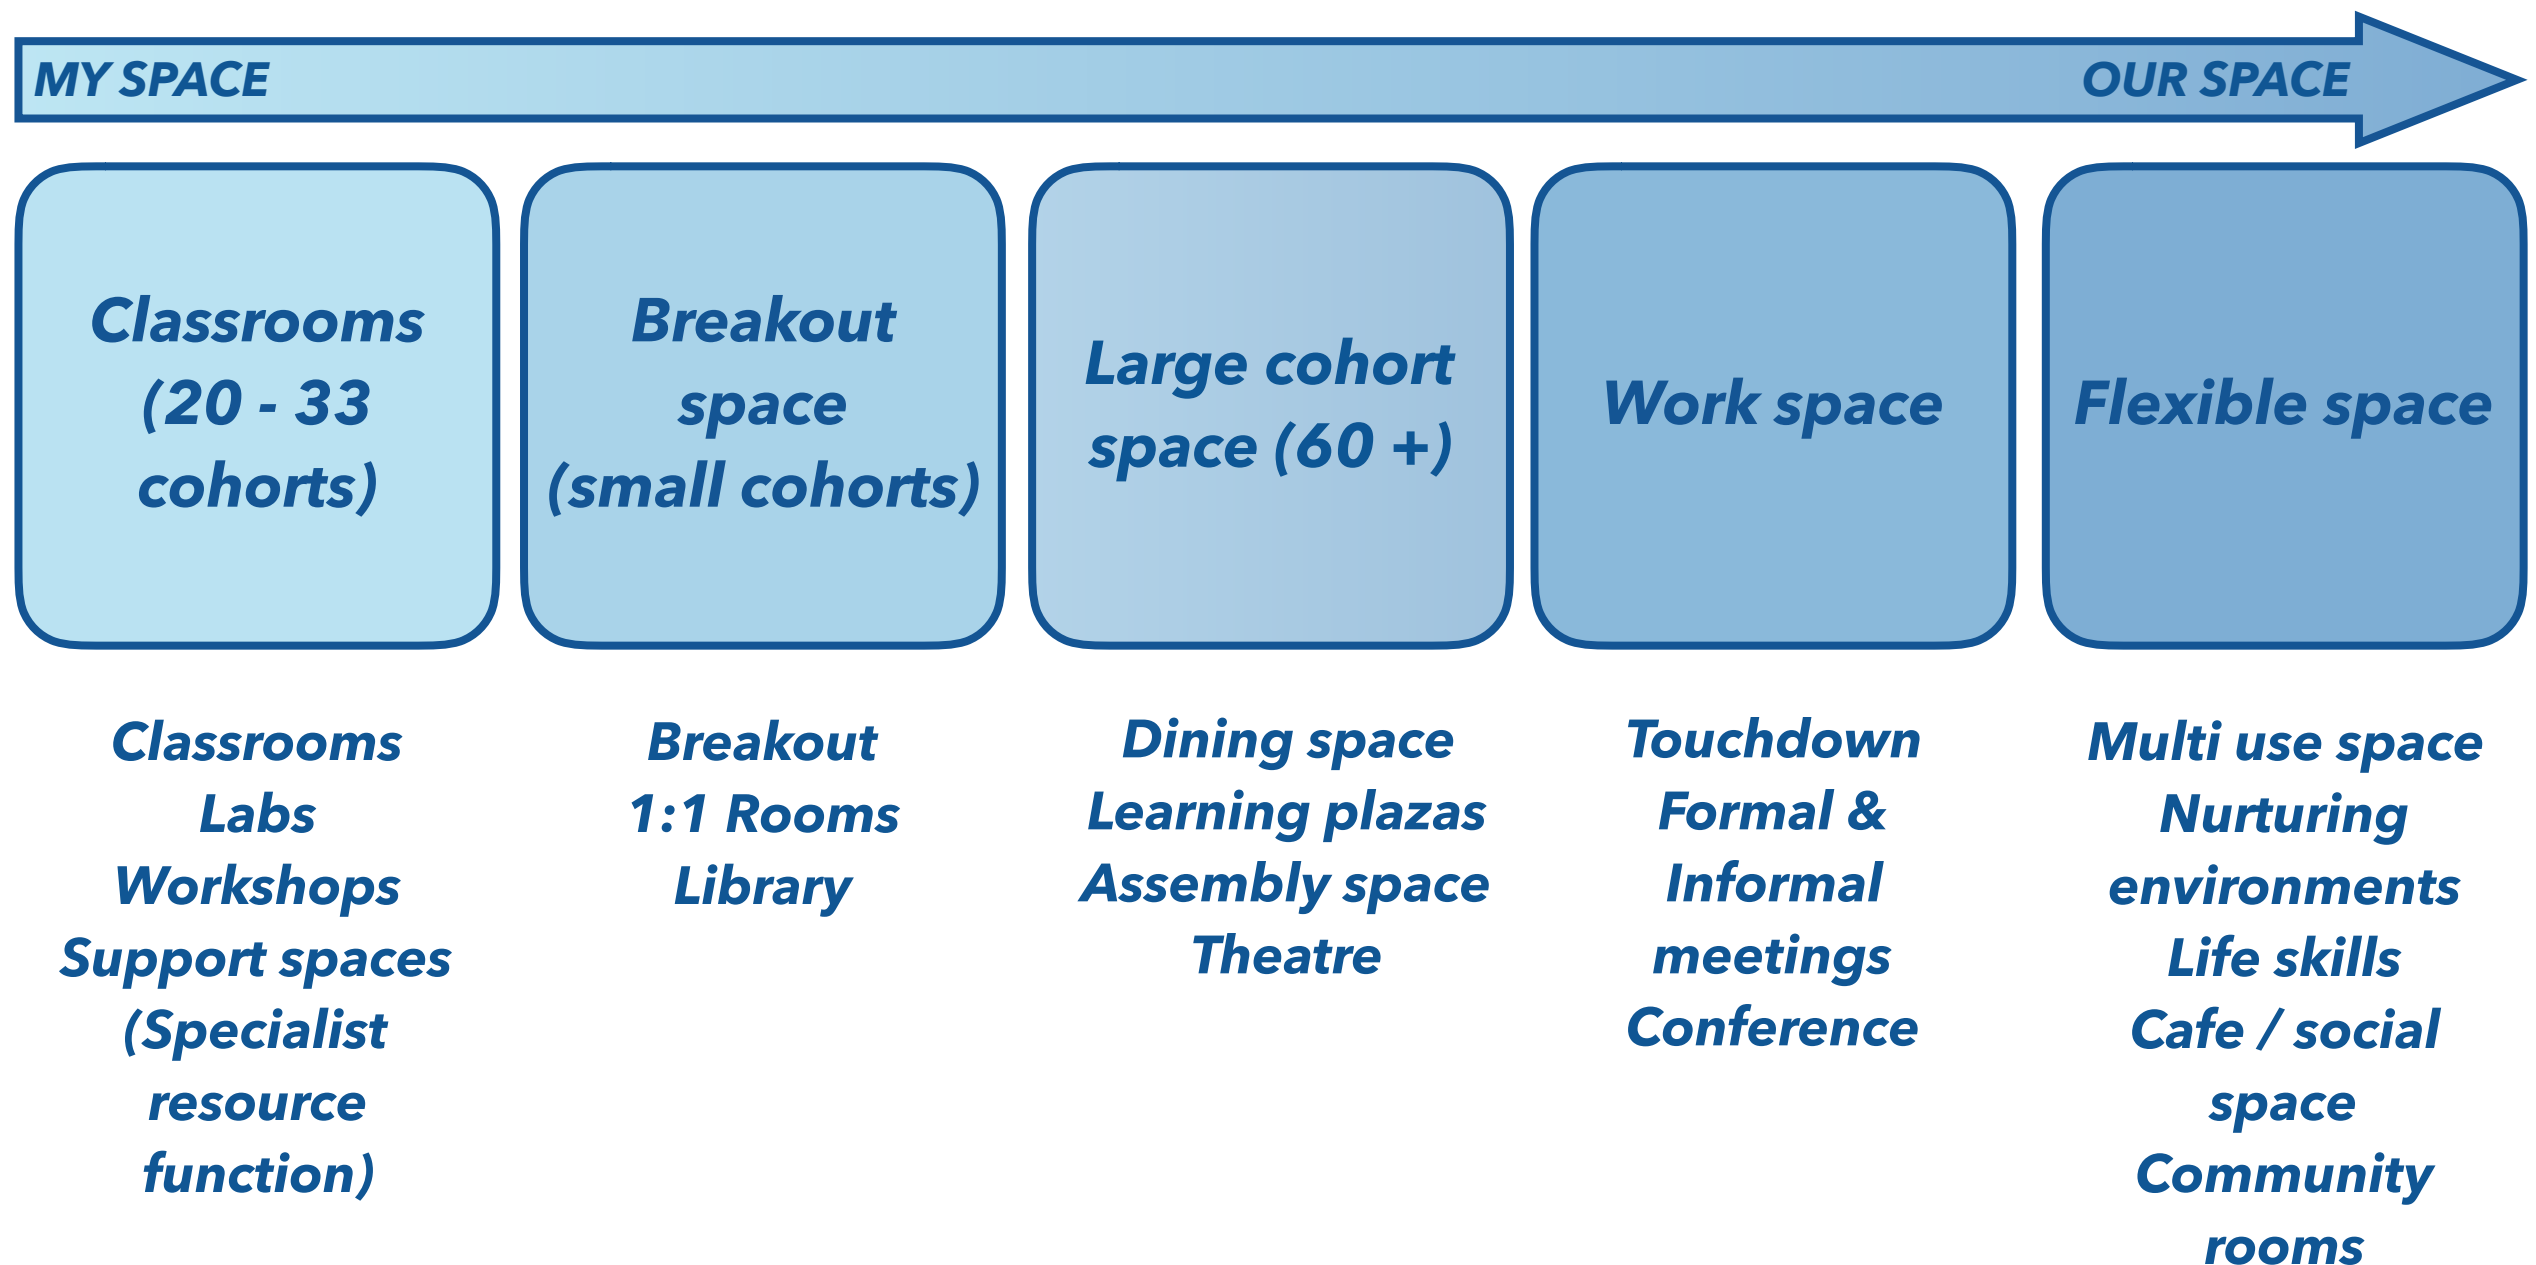 MY SPACE
OUR SPACE
Classrooms
(20 - 33
cohorts)
Breakout
space
(small cohorts)
Large cohort
space (60 +)
Work space
Flexible space
Classrooms
Labs
Workshops
Support spaces
(Specialist
resource
function)
Breakout
1:1 Rooms
Library
Dining space
Learning plazas
Assembly space
Theatre
Touchdown
Formal &
Informal
meetings
Conference
Multi use space
Nurturing
environments
Life skills
Cafe / social
space
Community
rooms